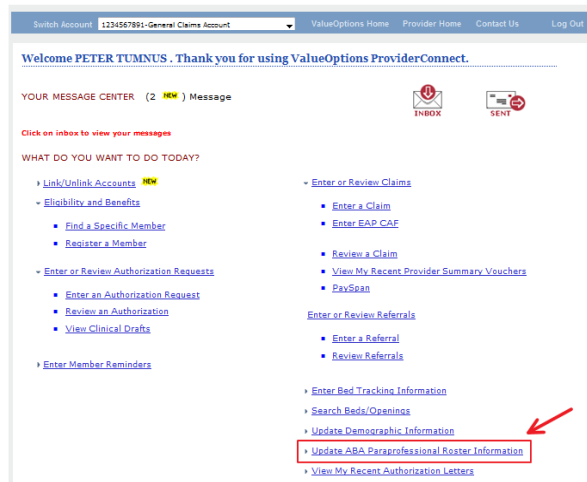 Switch Account 1234567891-General Claims Account ValueOptions Home Provider Home Contact Us Log Out
Welcome PETER TUMNUS . Thank you for using ValueOptions ProviderConnect.
YOUR MESSAGE CENTER (2 NEW ) Message
INBOX SENT
Click on inbox to view your messages
WHAT DO YOU WANT TO DO TODAY?
Link/Unlink Accounts NEW
Eligibility and Benefits
Find a Specific Member
Register a Member
Enter or Review Authorization Requests
Enter an Authorization Request
Review an Authorization
View Clinical Drafts
Enter Member Reminders
Enter or Review Claims
Enter a Claim
Enter EAP CAF
Review a Claim
View My Recent Provider Summary Vouchers
PaySpan
Enter or Review Referrals
Enter a Referral
Review Referrals
Enter Bed Tracking Information
Search Beds/Openings
Update Demographic Information
Update ABA Paraprofessional Roster Information
View My Recent Authorization Letters